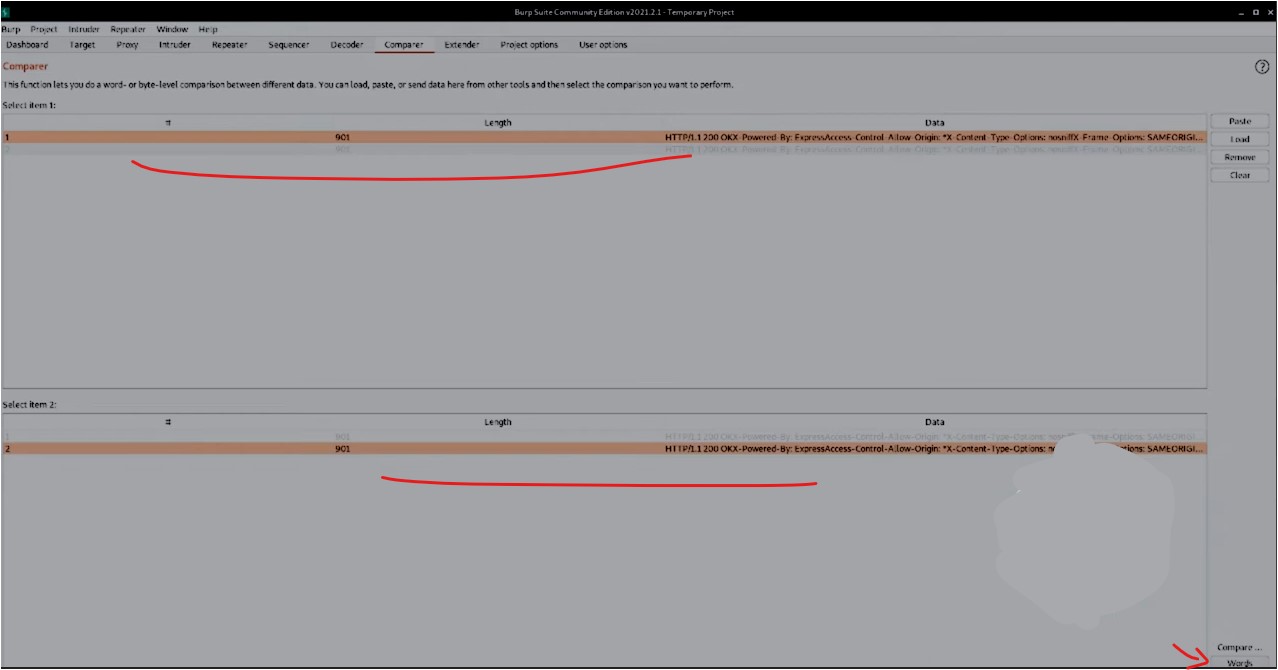 Burp Suite Community Edition v2021.2.1 - Temporary Project
Burp Project Intruder Repeater Window Help
Dashboard Target Proxy Intruder Repeater Sequencer Decoder Comparer Extender Project options User options
Comparer
?
This function lets you do a word- or byte-level comparison between different data. You can load, paste, or send data here from other tools and then select the comparison you want to perform.
Select item 1:
# Length Data
Paste
1 901 HTTP/1.1 200 OKX-Powered-By: ExpressAccess-Control-Allow-Origin: *X-Content-Type-Options: nosniffX-Frame-Options: SAMEORIGI...
Load
2 901 HTTP/1.1 200 OKX-Powered-By: ExpressAccess-Control-Allow-Origin: *X-Content-Type-Options: nosniffX-Frame-Options: SAMEORIGI...
Remove
Clear
Select item 2:
# Length Data
1 901 HTTP/1.1 200 OKX-Powered-By: ExpressAccess-Control-Allow-Origin: *X-Content-Type-Options: SAMEORIGI...
2 901 HTTP/1.1 200 OKX-Powered-By: ExpressAccess-Control-Allow-Origin: *X-Content-Type-Options: Options: SAMEORIGI...
Compare ...
Words